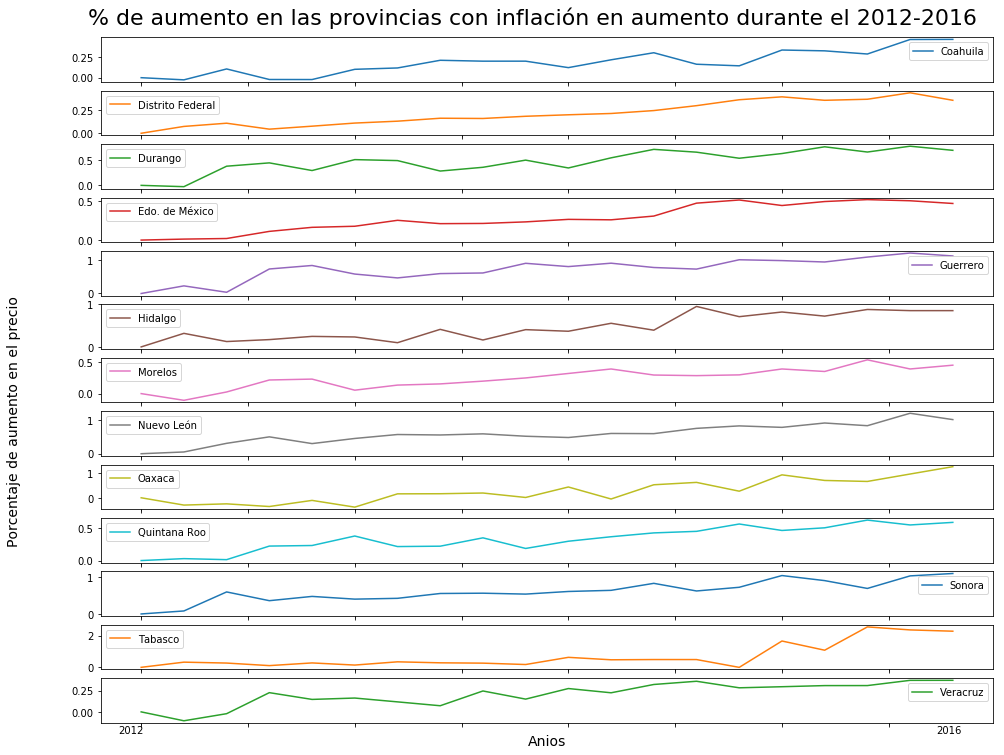 % de aumento en las provincias con inflación en aumento durante el 2012-2016
0.25
0.00
Coahuila
0.25
0.00
Distrito Federal
0.5
0.0
Durango
0.5
0.0
Edo. de México
1
0
Guerrero
1
0
Hidalgo
0.5
0.0
Morelos
1
0
Nuevo León
1
0
Oaxaca
0.5
0.0
Quintana Roo
1
0
Sonora
2
0
Tabasco
0.25
0.00
Veracruz
2012
2016
Anios
Porcentaje de aumento en el precio